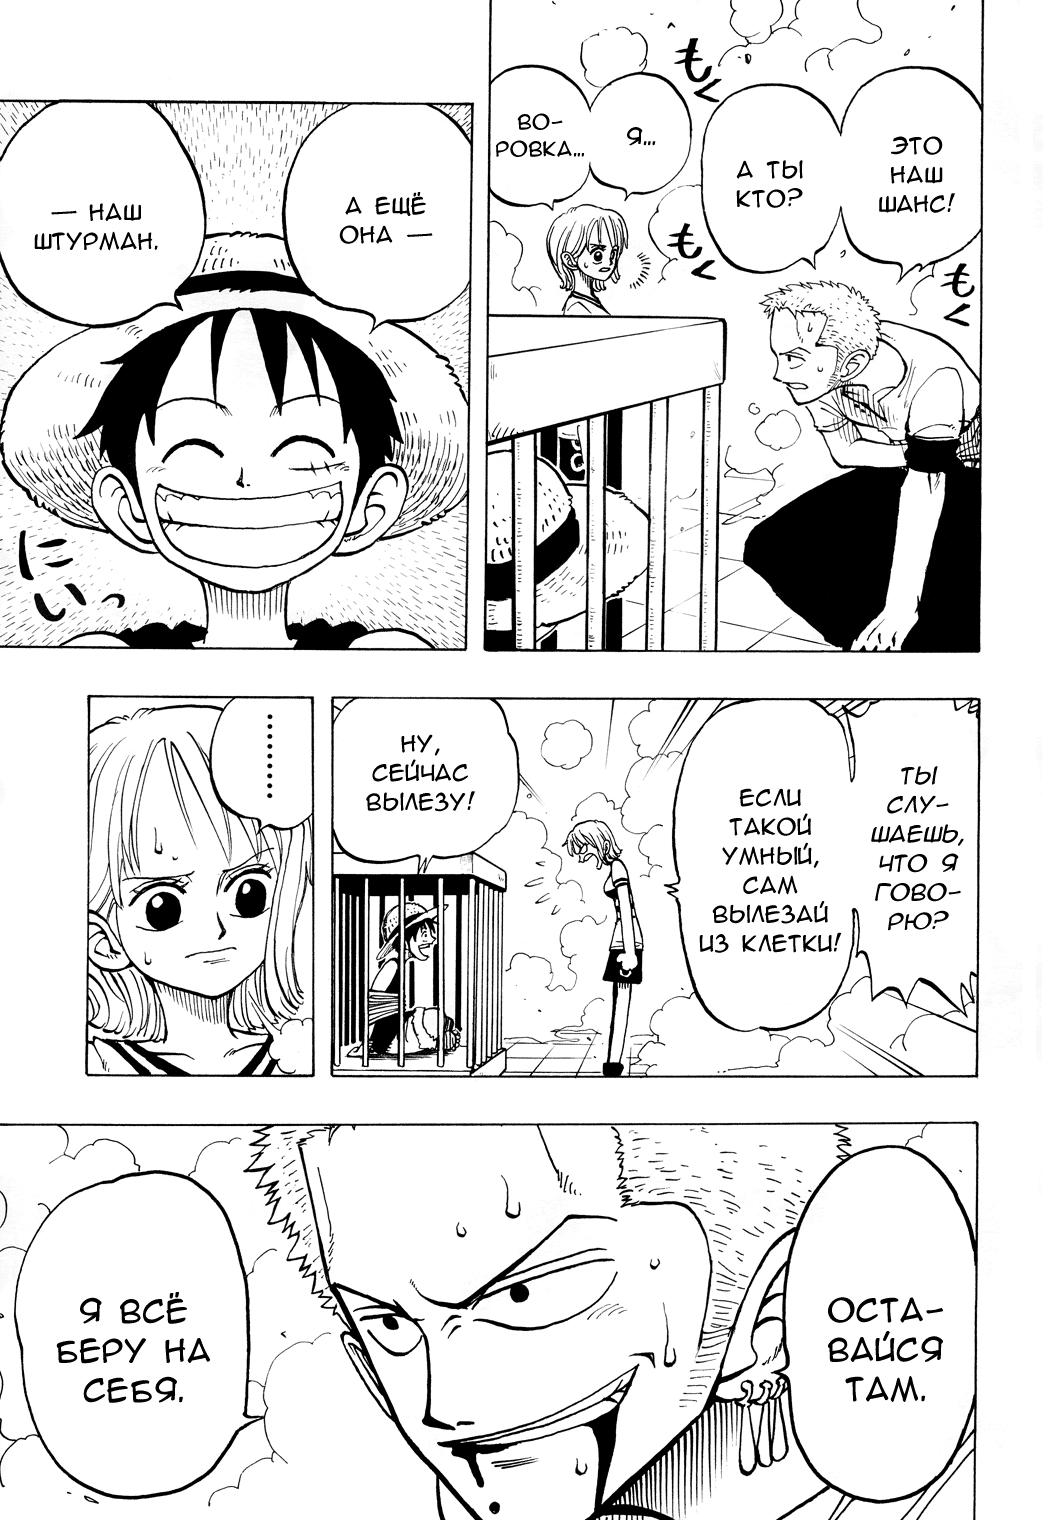 ЭТО
НАШ
ШАНС!
А ТЫ
КТО?
Я...
ВО-
РОВКА...
もく
もく
もく
А ЕЩЁ
ОНА —
— НАШ
ШТУРМАН.
にいっ
ТЫ
СЛУ-
ШАЕШЬ,
ЧТО Я
ГОВО-
РЮ?
ЕСЛИ
ТАКОЙ
УМНЫЙ,
САМ
ВЫЛЕЗАЙ
ИЗ КЛЕТКИ!
НУ,
СЕЙЧАС
ВЫЛЕЗУ!
.........
ОСТА-
ВАЙСЯ
ТАМ.
Я ВСЁ
БЕРУ НА
СЕБЯ.